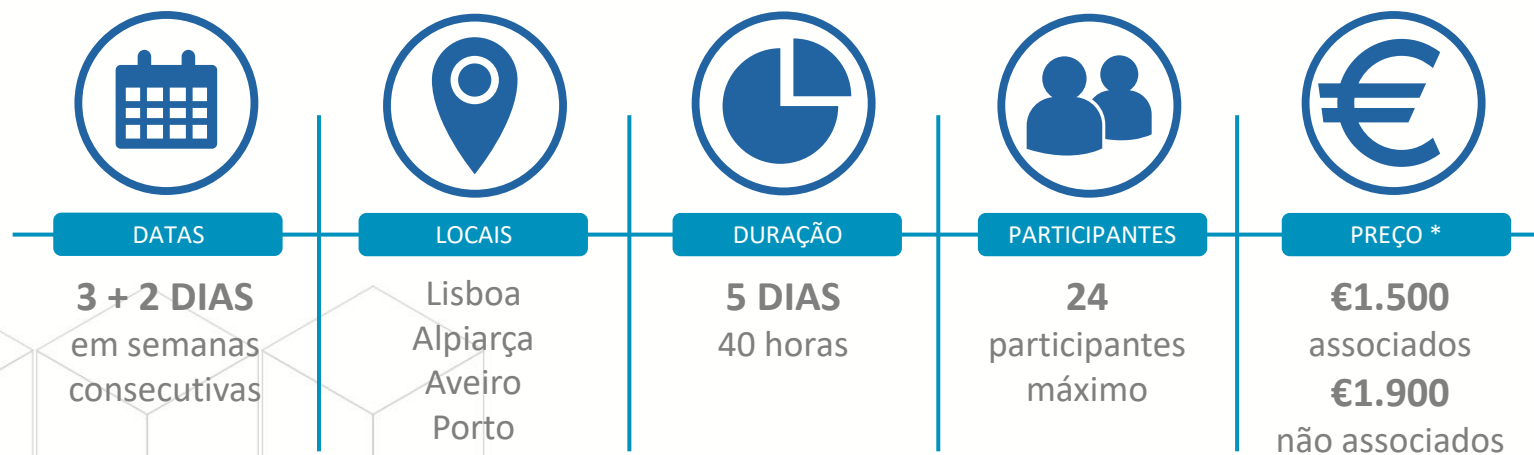 DATAS
3 + 2 DIAS
em semanas
consecutivas
LOCAIS
Lisboa
Alpiarça
Aveiro
Porto
DURAÇÃO
5 DIAS
40 horas
PARTICIPANTES
24
participantes
máximo
PREÇO *
€1.500
associados
€1.900
não associados